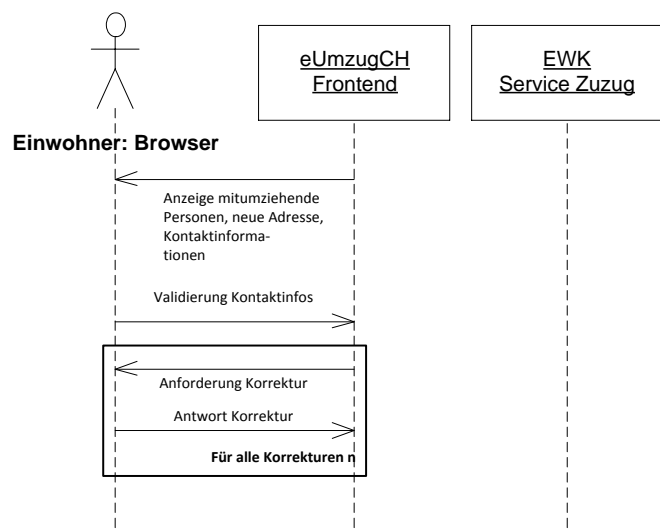 eUmzugCH
Frontend
EWK
Service Zuzug
Einwohner: Browser
Anzeige mitumziehende
Personen, neue Adresse,
Kontaktinforma-
tionen
Validierung Kontaktinfos
Anforderung Korrektur
Antwort Korrektur
Für alle Korrekturen n